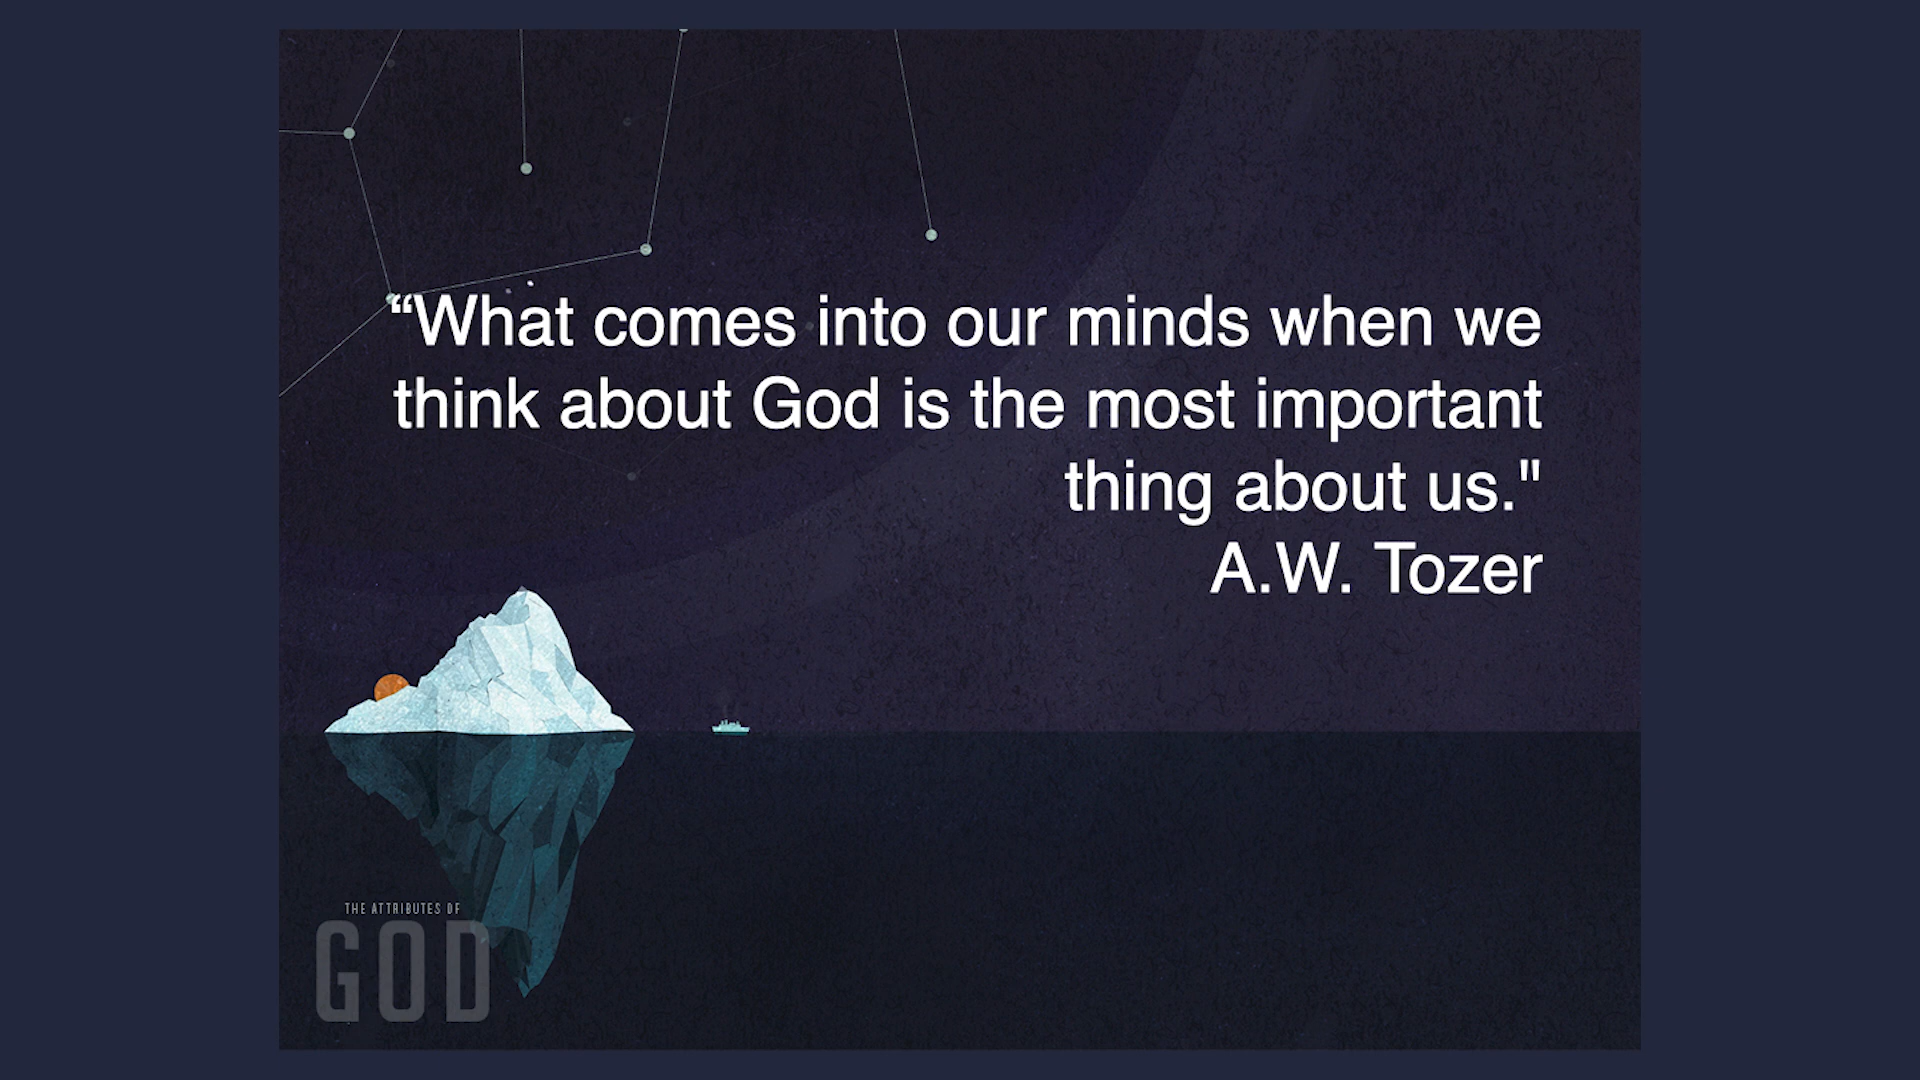 “What comes into our minds when we
think about God is the most important
thing about us."
A.W. Tozer
THE ATTRIBUTES OF
GOD